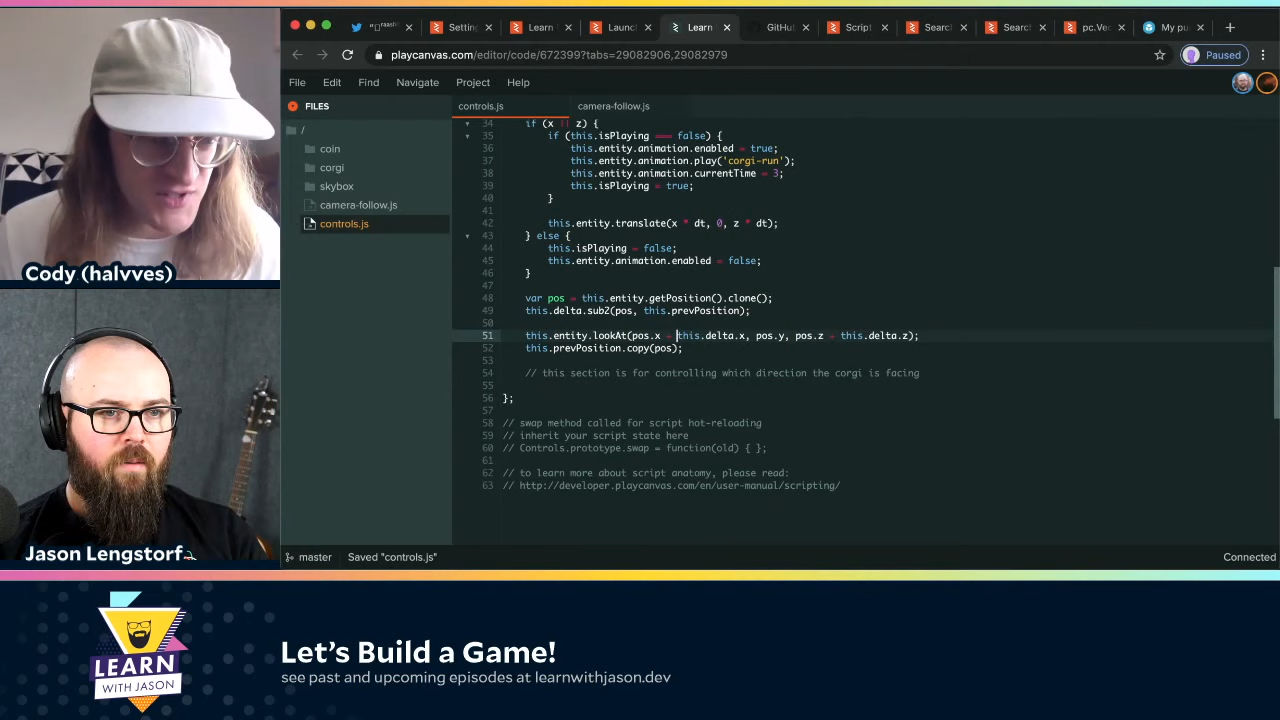 Settin
Learn
Launc
Learn
GitHub
Script
Search
Search
pc.Vec
My pu
playcanvas.com/editor/code/672399?tabs=29082906,29082979
Paused
File Edit Find Navigate Project Help
FILES
/
coin
corgi
skybox
camera-follow.js
controls.js
controls.js
camera-follow.js
34 if (x || z) {
35 if (this.isPlaying === false) {
36 this.entity.animation.enabled = true;
37 this.entity.animation.play('corgi-run');
38 this.entity.animation.currentTime = 3;
39 this.isPlaying = true;
40 }
41
42 this.entity.translate(x * dt, 0, z * dt);
43 } else {
44 this.isPlaying = false;
45 this.entity.animation.enabled = false;
46 }
47
48 var pos = this.entity.getPosition().clone();
49 this.delta.sub2(pos, this.prevPosition);
50
51 this.entity.lookAt(pos.x - this.delta.x, pos.y, pos.z + this.delta.z);
52 this.prevPosition.copy(pos);
53
54 // this section is for controlling which direction the corgi is facing
55
56 };
57
58 // swap method called for script hot-reloading
59 // inherit your script state here
60 // Controls.prototype.swap = function(old) { };
61
62 // to learn more about script anatomy, please read:
63 // http://developer.playcanvas.com/en/user-manual/scripting/
master
Saved "controls.js"
Connected
Cody (halvves)
Jason Lengstorf
LEARN
WITH JASON
Let's Build a Game!
see past and upcoming episodes at learnwithjason.dev